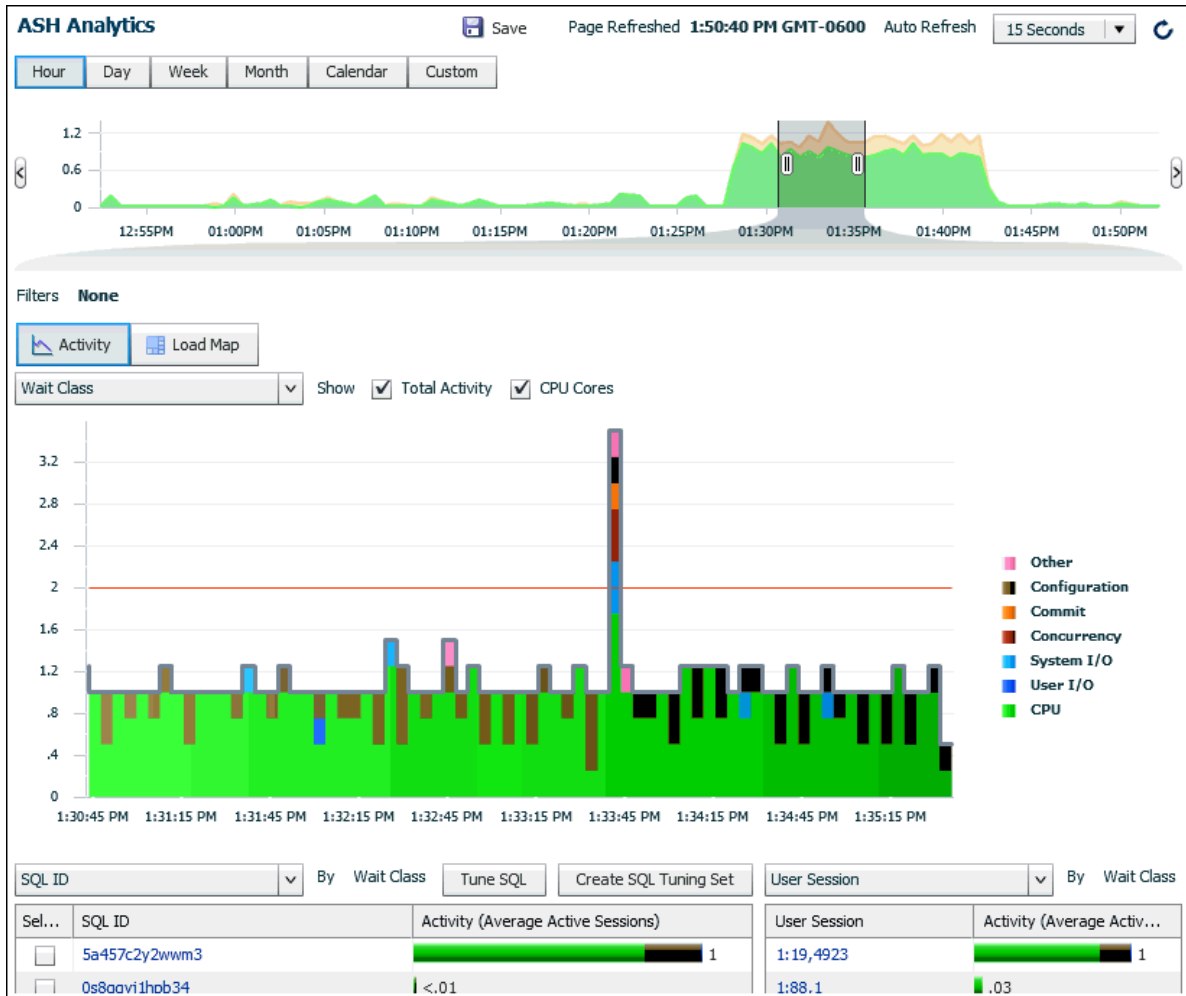 ASH Analytics Save Page Refreshed 1:50:40 PM GMT-0600 Auto Refresh 15 Seconds
Hour Day Week Month Calendar Custom
1.2
0.6
0
12:55PM 01:00PM 01:05PM 01:10PM 01:15PM 01:20PM 01:25PM 01:30PM 01:35PM 01:40PM 01:45PM 01:50PM
Filters None
Activity Load Map
Wait Class Show Total Activity CPU Cores
3.2
2.8
2.4
2
1.6
1.2
.8
.4
0
Other
Configuration
Commit
Concurrency
System I/O
User I/O
CPU
1:30:45 PM 1:31:15 PM 1:31:45 PM 1:32:15 PM 1:32:45 PM 1:33:15 PM 1:33:45 PM 1:34:15 PM 1:34:45 PM 1:35:15 PM
SQL ID By Wait Class Tune SQL Create SQL Tuning Set User Session By Wait Class
Sel... SQL ID Activity (Average Active Sessions) User Session Activity (Average Activ...
5a457c2y2wwm3 1 1:19,4923 1
<.01 1:88,1 .03